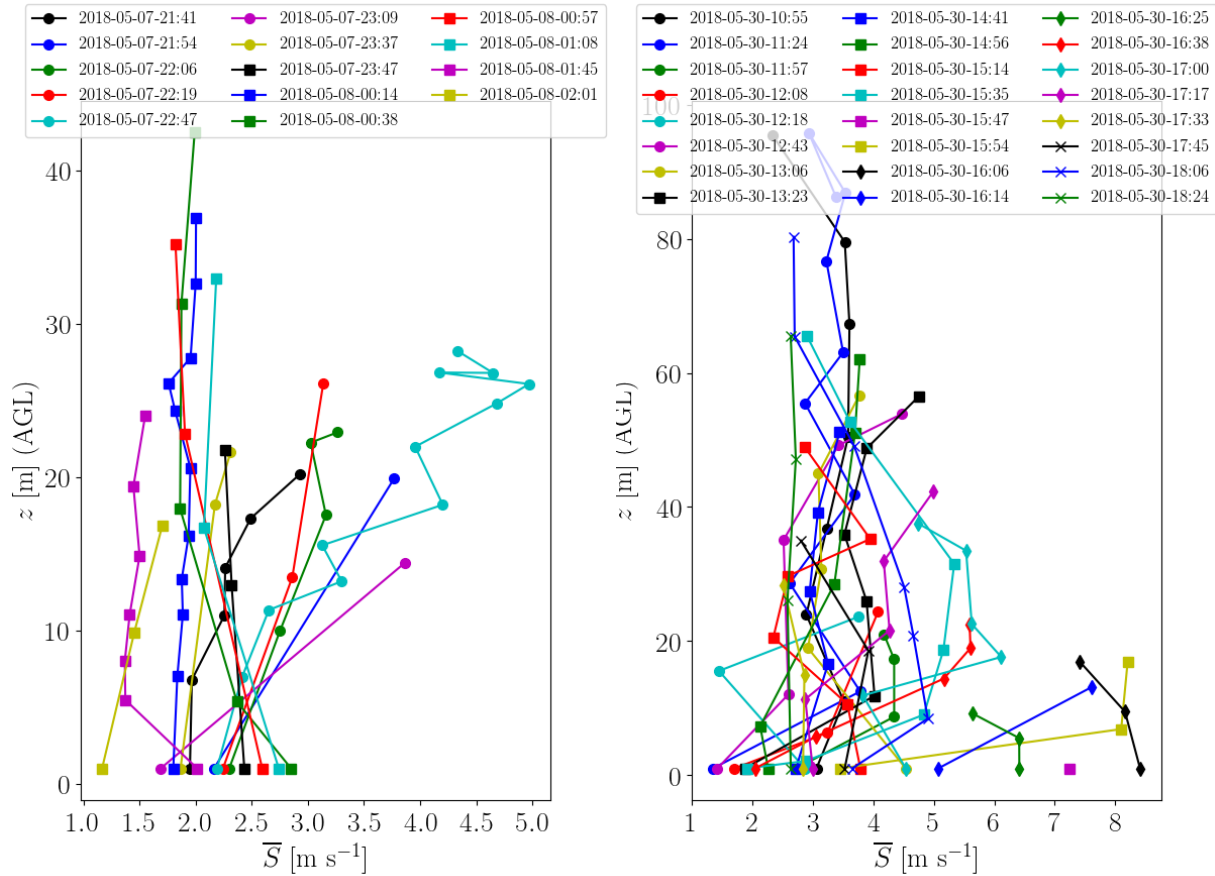 2018-05-07-21:41 2018-05-07-23:09 2018-05-08-00:57
2018-05-07-21:54 2018-05-07-23:37 2018-05-08-01:08
2018-05-07-22:06 2018-05-07-23:47 2018-05-08-01:45
2018-05-07-22:19 2018-05-08-00:14 2018-05-08-02:01
2018-05-07-22:47 2018-05-08-00:38
40
30
20
10
0
z [m] (AGL)
1.0 1.5 2.0 2.5 3.0 3.5 4.0 4.5 5.0
S̅ [m s⁻¹]
2018-05-30-10:55 2018-05-30-14:41 2018-05-30-16:25
2018-05-30-11:24 2018-05-30-14:56 2018-05-30-16:38
2018-05-30-11:57 2018-05-30-15:14 2018-05-30-17:00
2018-05-30-12:08 2018-05-30-15:35 2018-05-30-17:17
2018-05-30-12:18 2018-05-30-15:47 2018-05-30-17:33
2018-05-30-12:43 2018-05-30-15:54 2018-05-30-17:45
2018-05-30-13:06 2018-05-30-16:06 2018-05-30-18:06
2018-05-30-13:23 2018-05-30-16:14 2018-05-30-18:24
100
80
60
40
20
0
z [m] (AGL)
1 2 3 4 5 6 7 8
S̅ [m s⁻¹]